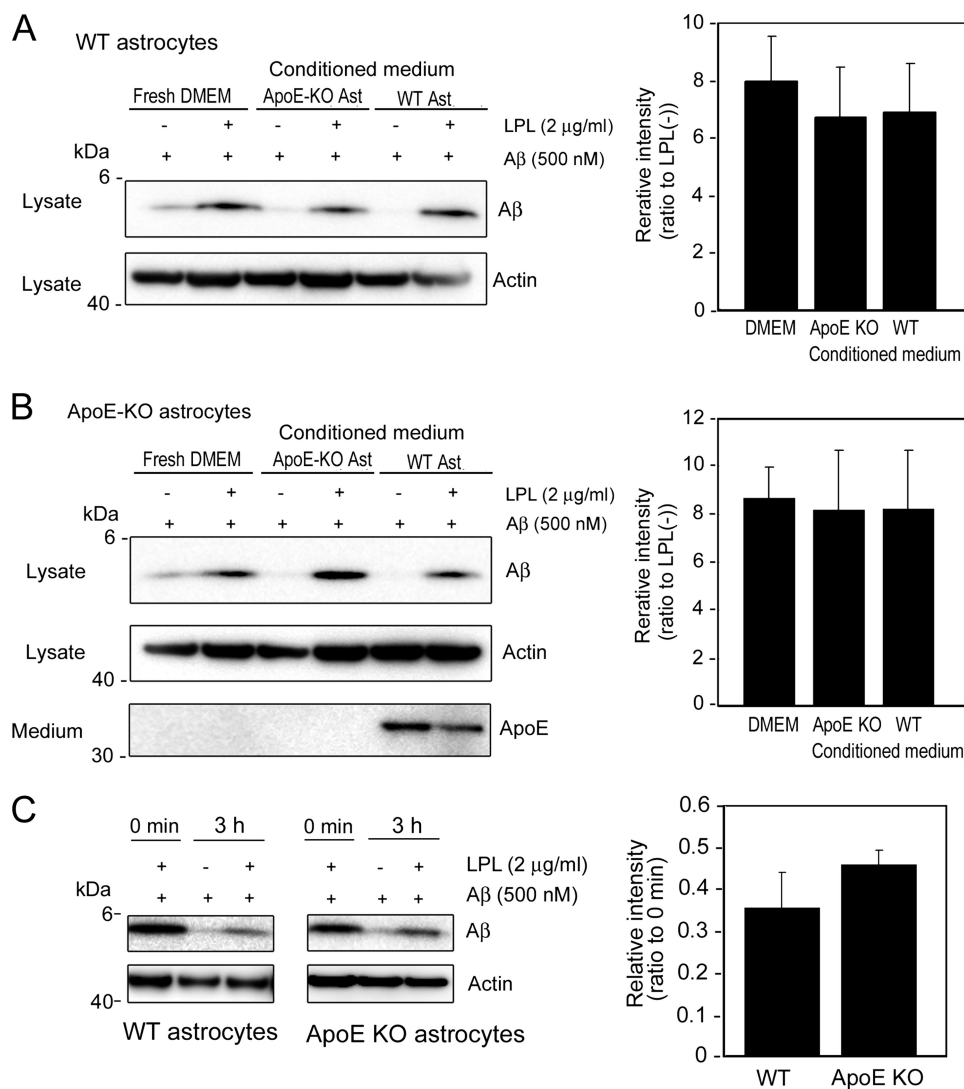 A
WT astrocytes
Conditioned medium
Fresh DMEM ApoE-KO Ast WT Ast.
- + - + - + LPL (2 μg/ml)
kDa + + + + + + Aβ (500 nM)
6 -
Lysate Aβ
Lysate Actin
40 -
Rerative intensity
(ratio to LPL(-))
10
8
6
4
2
0
DMEM ApoE KO WT
Conditioned medium
B
ApoE-KO astrocytes
Conditioned medium
Fresh DMEM ApoE-KO Ast WT Ast.
- + - + - + LPL (2 μg/ml)
kDa + + + + + + Aβ (500 nM)
6 -
Lysate Aβ
Lysate Actin
40 -
Medium ApoE
30 -
Rerative intensity
(ratio to LPL(-))
12
10
8
6
4
2
0
DMEM ApoE KO WT
Conditioned medium
C
0 min 3 h 0 min 3 h
+ - + + - + LPL (2 μg/ml)
kDa + + + + + + Aβ (500 nM)
6-
Aβ
Actin
40-
WT astrocytes ApoE KO astrocytes
Relative intensity
(ratio to 0 min)
0.6
0.5
0.4
0.3
0.2
0.1
0
WT ApoE KO